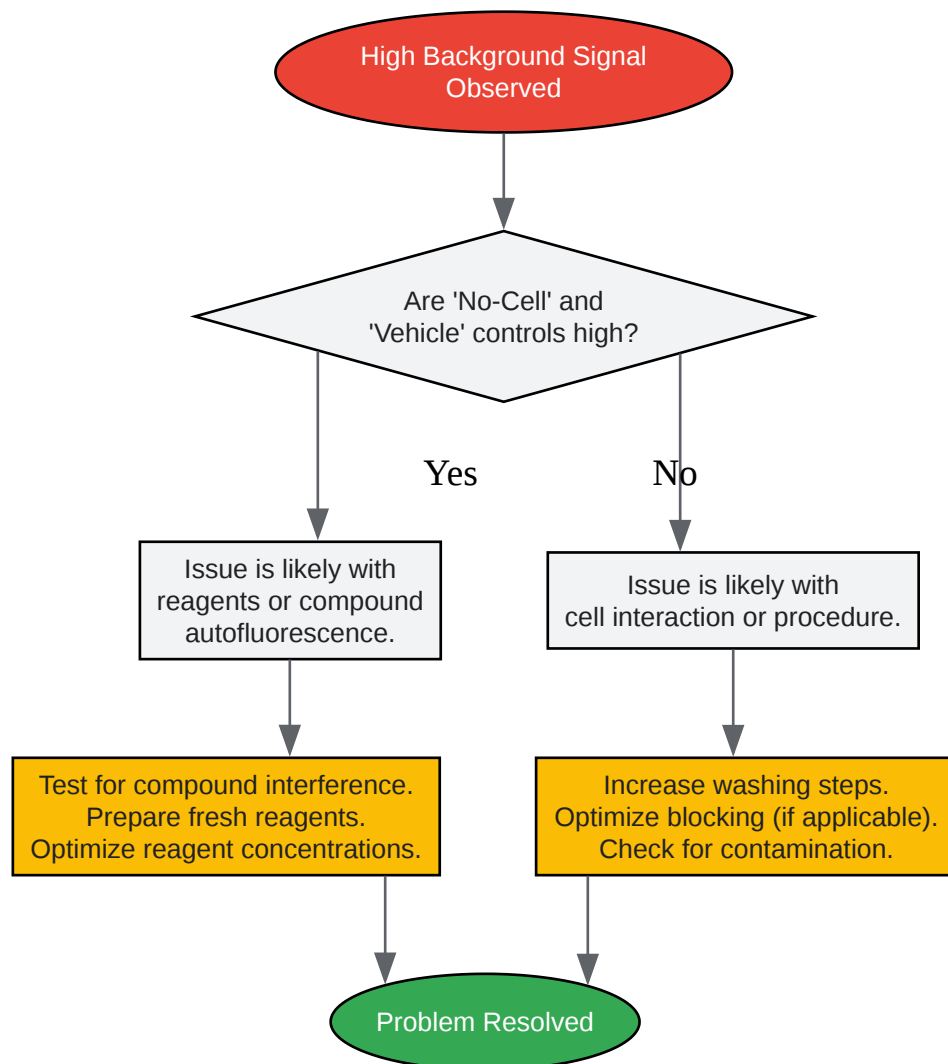 High Background Signal
Observed
Are 'No-Cell' and
'Vehicle' controls high?
Yes
No
Issue is likely with
reagents or compound
autofluorescence.
Issue is likely with
cell interaction or procedure.
Test for compound interference.
Prepare fresh reagents.
Optimize reagent concentrations.
Increase washing steps.
Optimize blocking (if applicable).
Check for contamination.
Problem Resolved